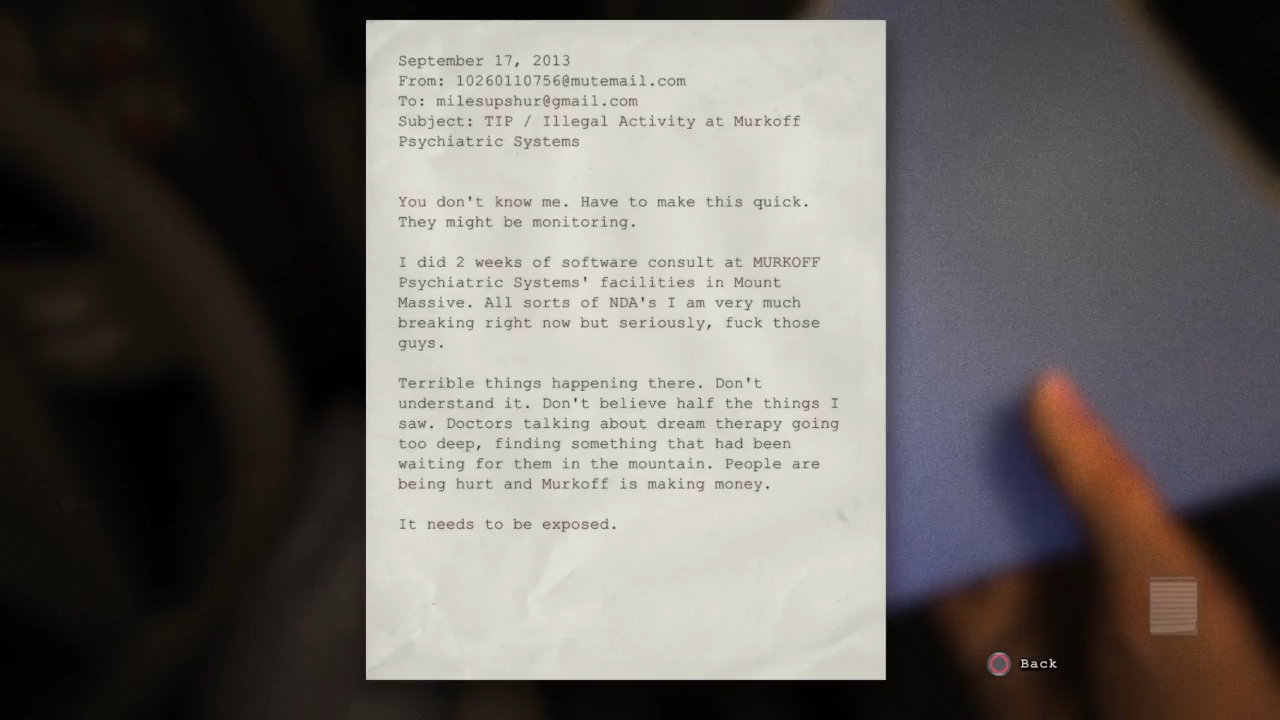 September 17, 2013
From: 10260110756@mutemail.com
To: milesupshur@gmail.com
Subject: TIP / Illegal Activity at Murkoff
Psychiatric Systems
You don't know me. Have to make this quick.
They might be monitoring.
I did 2 weeks of software consult at MURKOFF
Psychiatric Systems' facilities in Mount
Massive. All sorts of NDA's I am very much
breaking right now but seriously, fuck those
guys.
Terrible things happening there. Don't
understand it. Don't believe half the things I
saw. Doctors talking about dream therapy going
too deep, finding something that had been
waiting for them in the mountain. People are
being hurt and Murkoff is making money.
It needs to be exposed.
Back